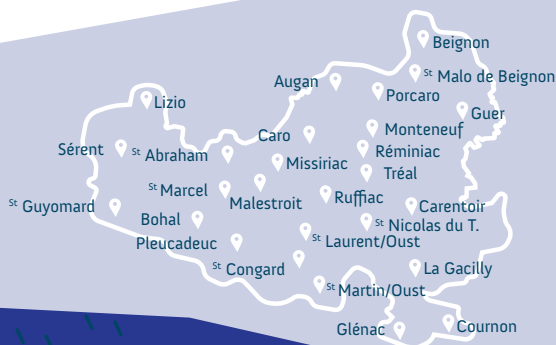 Beignon
St Malo de Beignon
Augan
Porcaro
Lizio
Guer
Caro
Monteneuf
Sérent
St Abraham
Réminiac
Missiriac
Tréal
St Marcel
Malestroit
Ruffiac
St Guyomard
Carentoir
Bohal
St Nicolas du T.
Pleucadeuc
St Laurent/Oust
St Congard
La Gacilly
St Martin/Oust
Glénac
Cournon